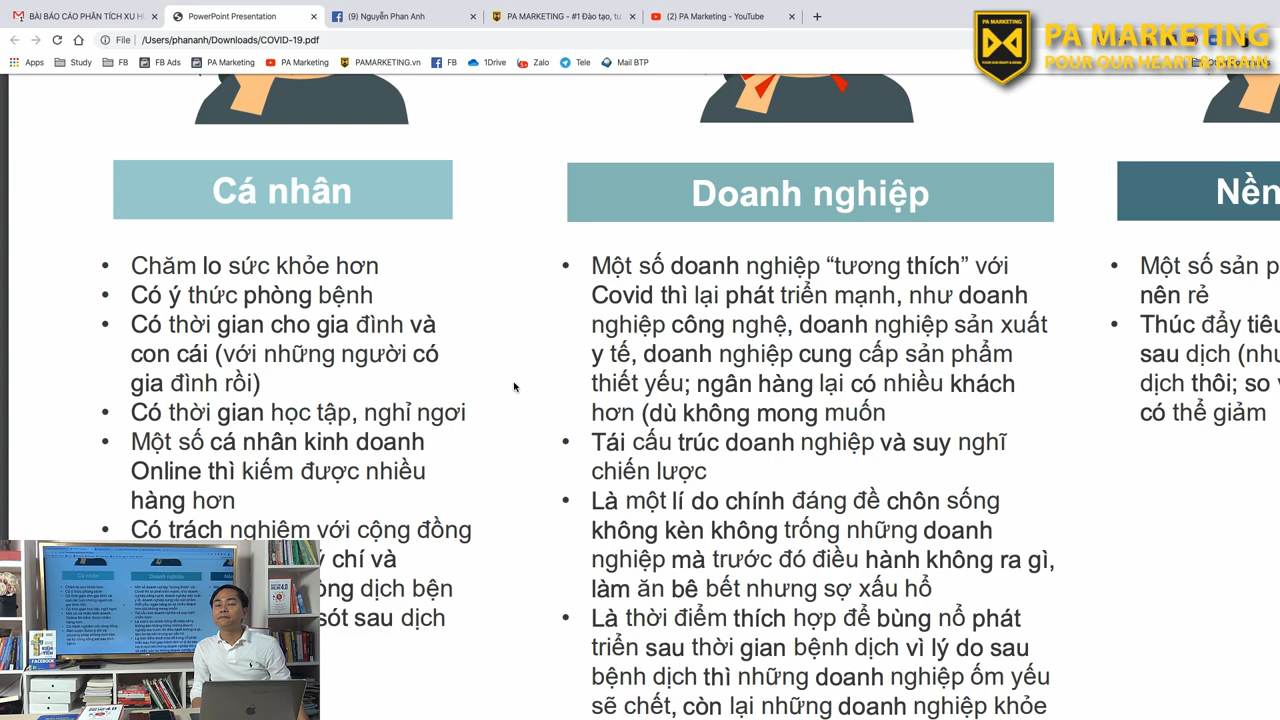 BÀI BÁO CÁO PHÂN TÍCH XU H
PowerPoint Presentation
(9) Nguyễn Phan Anh
PA MARKETING - #1 Đào tạo, tư
(2) PA Marketing - YouTube
File /Users/phananh/Downloads/COVID-19.pdf
Apps Study FB FB Ads PA Marketing PA Marketing PAMARKETING.vn FB 1Drive Zalo Tele Mail BTP
PA MARKETING
POUR OUR HEART & BRAIN
Cá nhân
• Chăm lo sức khỏe hơn
• Có ý thức phòng bệnh
• Có thời gian cho gia đình và
con cái (với những người có
gia đình rồi)
• Có thời gian học tập, nghỉ ngơi
• Một số cá nhân kinh doanh
Online thì kiếm được nhiều
hàng hơn
• Có trách nghiệm với cộng đồng
chí và
ng dịch bện
sót sau dịch
Doanh nghiệp
• Một số doanh nghiệp “tương thích” với
Covid thì lại phát triển mạnh, như doanh
nghiệp công nghệ, doanh nghiệp sản xuất
y tế, doanh nghiệp cung cấp sản phẩm
thiết yếu; ngân hàng lại có nhiều khách
hơn (dù không mong muốn
• Tái cấu trúc doanh nghiệp và suy nghĩ
chiến lược
• Là một lí do chính đáng để chôn sống
không kèn không trống những doanh
nghiệp mà trước đó điều hành không ra gì,
làm ăn bê bết nhưng sợ xấu hổ
• Là thời điểm thích hợp để bùng nổ phát
triển sau thời gian bệnh dịch vì lý do sau
bệnh dịch thì những doanh nghiệp ốm yếu
sẽ chết, còn lại những doanh nghiệp khỏe
Nền
• Một số sản p
nên rẻ
• Thúc đẩy tiêu
sau dịch (như
dịch thôi; so v
có thể giảm